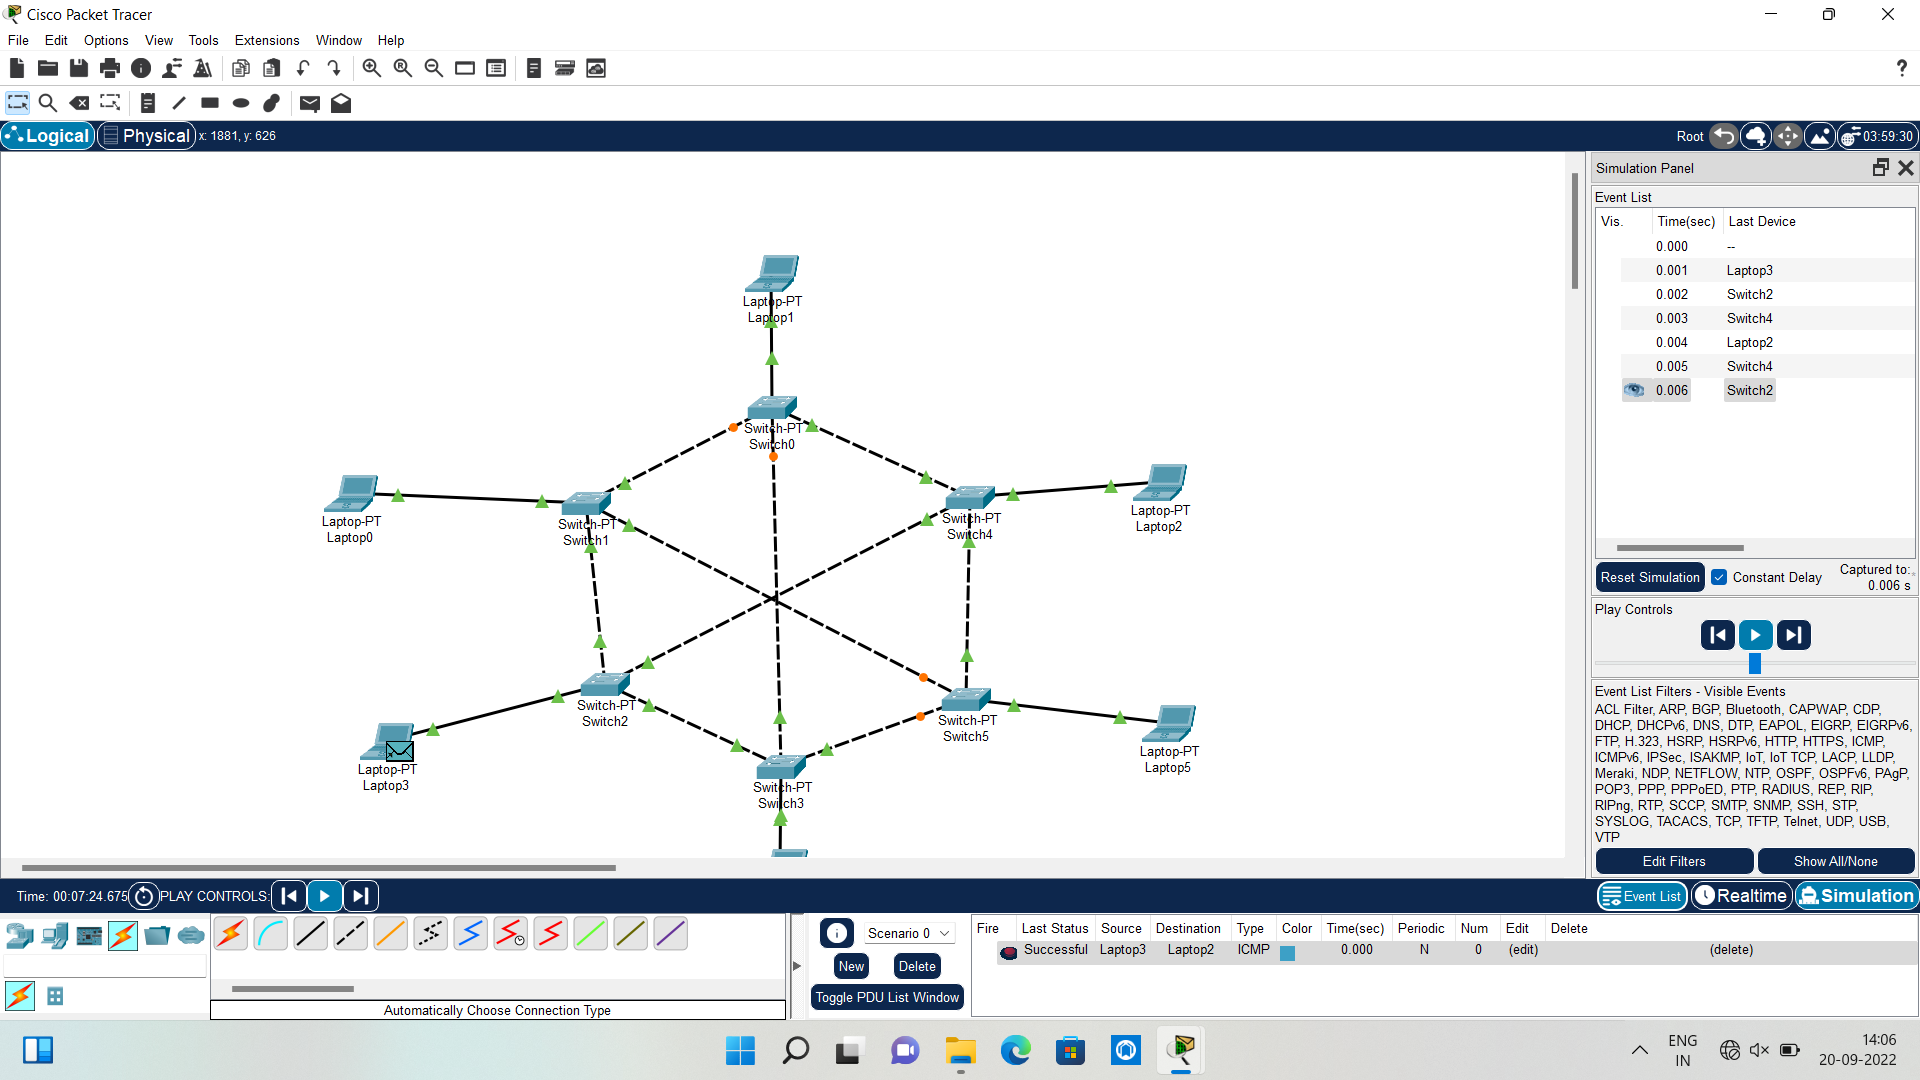 Cisco Packet Tracer
File Edit Options View Tools Extensions Window Help
?
Logical Physical x: 1881, y: 626 Root 03:59:30
Simulation Panel
Event List
Vis. Time(sec) Last Device
0.000 --
0.001 Laptop3
0.002 Switch2
0.003 Switch4
0.004 Laptop2
0.005 Switch4
0.006 Switch2
Reset Simulation Constant Delay Captured to:
0.006 s
Play Controls
Event List Filters - Visible Events
ACL Filter, ARP, BGP, Bluetooth, CAPWAP, CDP,
DHCP, DHCPv6, DNS, DTP, EAPOL, EIGRP, EIGRPv6,
FTP, H.323, HSRP, HSRPv6, HTTP, HTTPS, ICMP,
ICMPv6, IPSec, ISAKMP, IoT, IoT TCP, LACP, LLDP,
Meraki, NDP, NETFLOW, NTP, OSPF, OSPFv6, PAgP,
POP3, PPP, PPPoED, PTP, RADIUS, REP, RIP,
RIPng, RTP, SCCP, SMTP, SNMP, SSH, STP,
SYSLOG, TACACS, TCP, TFTP, Telnet, UDP, USB,
VTP
Edit Filters Show All/None
Laptop-PT
Laptop1
Switch-PT
Switch0
Laptop-PT
Laptop0
Switch-PT
Switch1
Switch-PT
Switch4
Laptop-PT
Laptop2
Switch-PT
Switch2
Laptop-PT
Laptop3
Switch-PT
Switch5
Laptop-PT
Laptop5
Switch-PT
Switch3
Time: 00:07:24.675 PLAY CONTROLS: Event List Realtime Simulation
Automatically Choose Connection Type
Scenario 0
New Delete
Toggle PDU List Window
Fire Last Status Source Destination Type Color Time(sec) Periodic Num Edit Delete
Successful Laptop3 Laptop2 ICMP 0.000 N 0 (edit) (delete)
ENG
IN
14:06
20-09-2022